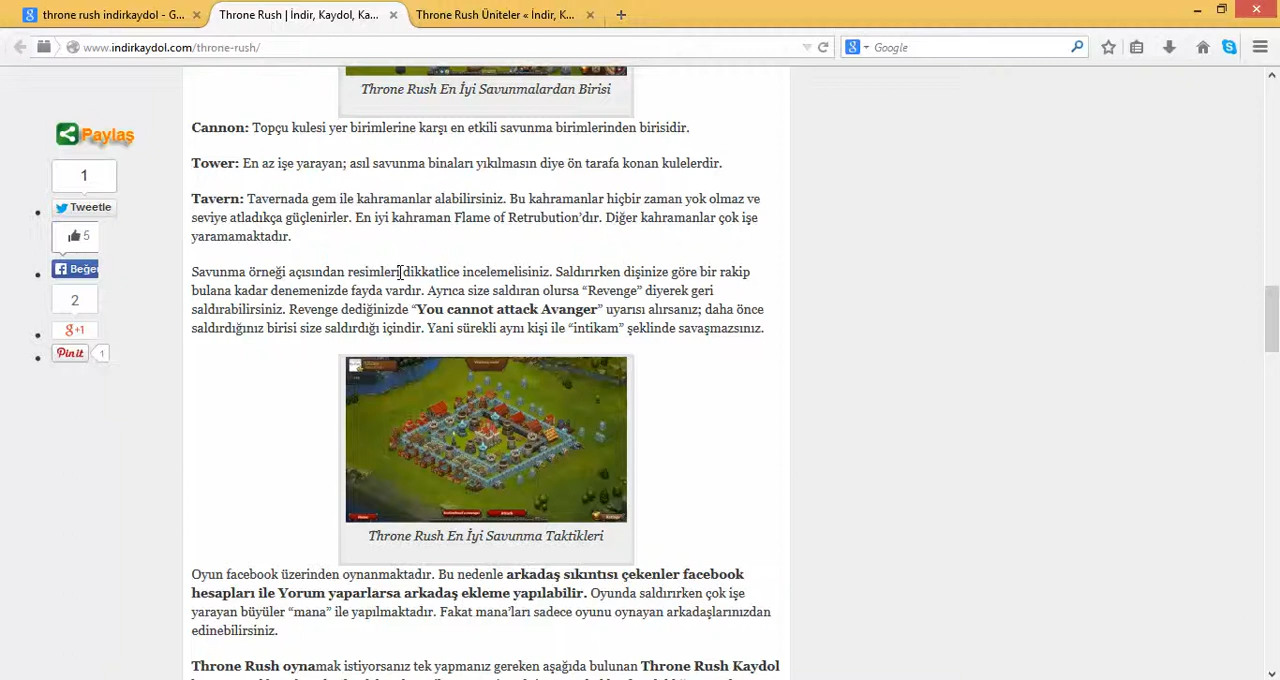 throne rush indirkaydol - G...
Throne Rush | İndir, Kaydol, Ka...
Throne Rush Üniteler « İndir, K...
www.indirkaydol.com/throne-rush/
Google
Throne Rush En İyi Savunmalardan Birisi
Cannon: Topçu kulesi yer birimlerine karşı en etkili savunma birimlerinden birisidir.
Paylaş
Tower: En az işe yarayan; asıl savunma binaları yıkılmasın diye ön tarafa konan kulelerdir.
1
Tavern: Tavernada gem ile kahramanlar alabilirsiniz. Bu kahramanlar hiçbir zaman yok olmaz ve
Tweetle
seviye atladıkça güçlenirler. En iyi kahraman Flame of Retrubution'dır. Diğer kahramanlar çok işe
yaramamaktadır.
5
Beğe
Savunma örneği açısından resimleri dikkatlice incelemelisiniz. Saldırırken dişinize göre bir rakip
bulana kadar denemenizde fayda vardır. Ayrıca size saldıran olursa “Revenge” diyerek geri
2
saldırabilirsiniz. Revenge dediğinizde “You cannot attack Avanger” uyarısı alırsanız; daha önce
saldırdığınız birisi size saldırdığı içindir. Yani sürekli aynı kişi ile “intikam” şeklinde savaşmazsınız.
g+1
Pinit 1
Throne Rush En İyi Savunma Taktikleri
Oyun facebook üzerinden oynanmaktadır. Bu nedenle arkadaş sıkıntısı çekenler facebook
hesapları ile Yorum yaparlarsa arkadaş ekleme yapılabilir. Oyunda saldırırken çok işe
yarayan büyüler “mana” ile yapılmaktadır. Fakat mana'ları sadece oyunu oynayan arkadaşlarınızdan
edinebilirsiniz.
Throne Rush oynamak istiyorsanız tek yapmanız gereken aşağıda bulunan Throne Rush Kaydol